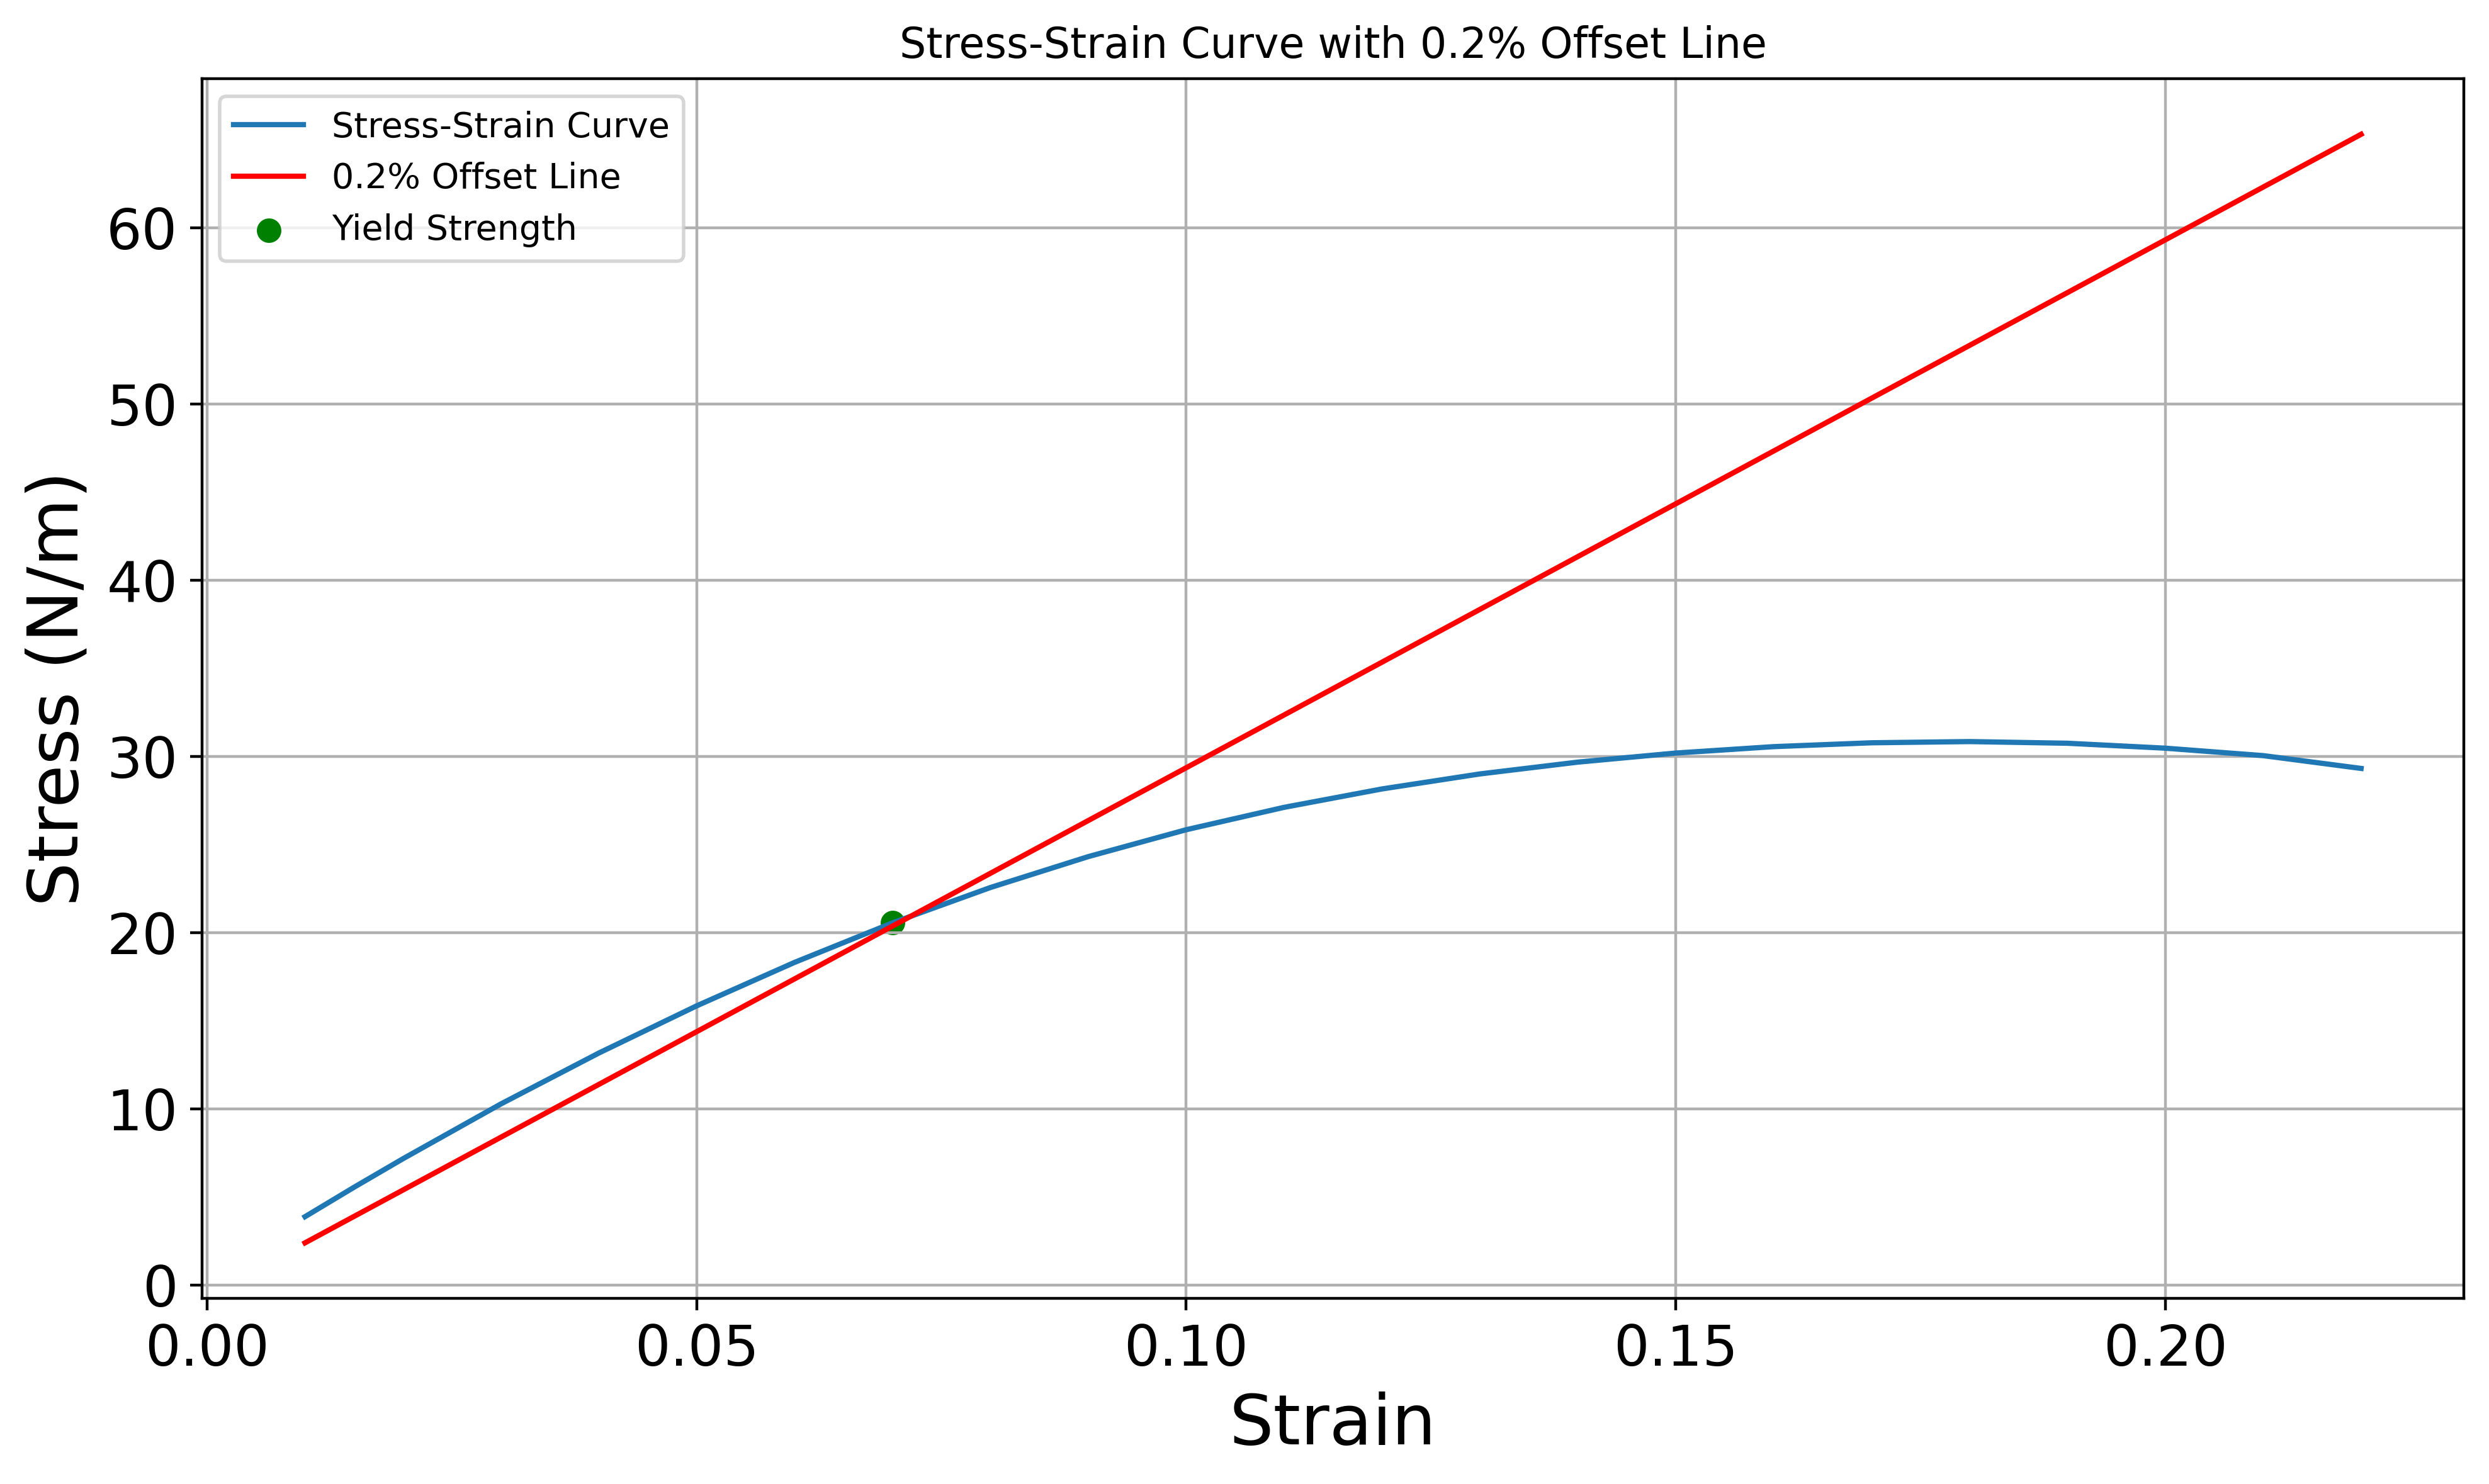 Stress-Strain Curve with 0.2% Offset Line
Stress-Strain Curve
0.2% Offset Line
Yield Strength
Stress (N/m)
60
50
40
30
20
10
0
0.00 0.05 0.10 0.15 0.20
Strain